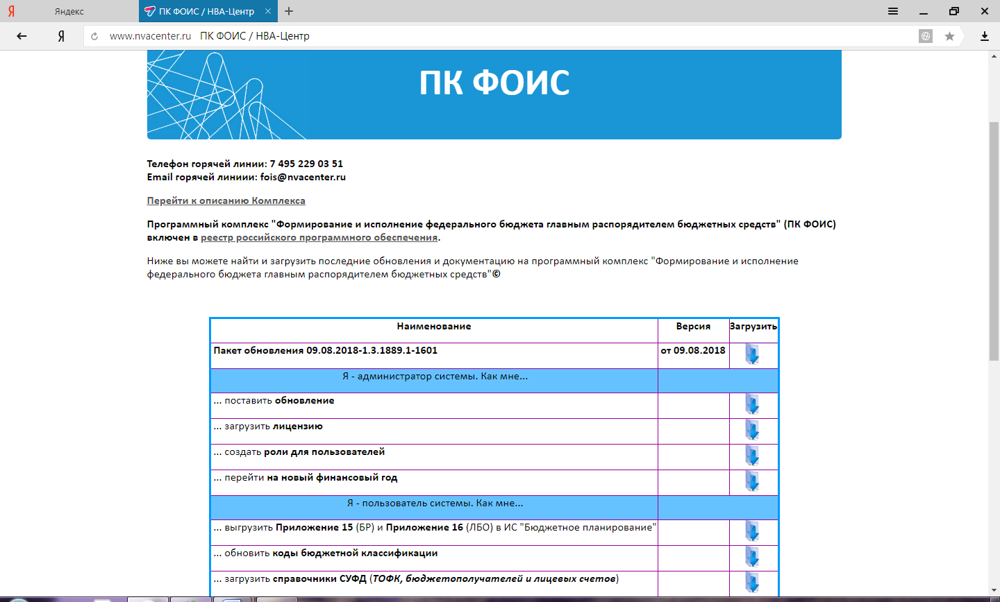 Я
Яндекс
ПК ФОИС / НВА-Центр
Я
www.nvacenter.ru ПК ФОИС / НВА-Центр
ПК ФОИС
Телефон горячей линии: 7 495 229 03 51
Email горячей линиии: fois@nvacenter.ru
Перейти к описанию Комплекса
Программный комплекс "Формирование и исполнение федерального бюджета главным распорядителем бюджетных средств" (ПК ФОИС)
включен в реестр российского программного обеспечения.
Ниже вы можете найти и загрузить последние обновления и документацию на программный комплекс "Формирование и исполнение
федерального бюджета главным распорядителем бюджетных средств"©
Наименование Версия Загрузить
Пакет обновления 09.08.2018-1.3.1889.1-1601 от 09.08.2018
Я - администратор системы. Как мне...
... поставить обновление
... загрузить лицензию
... создать роли для пользователей
... перейти на новый финансовый год
Я - пользователь системы. Как мне...
... выгрузить Приложение 15 (БР) и Приложение 16 (ЛБО) в ИС "Бюджетное планирование"
... обновить коды бюджетной классификации
... загрузить справочники СУФД (ТОФК, бюджетополучателей и лицевых счетов)